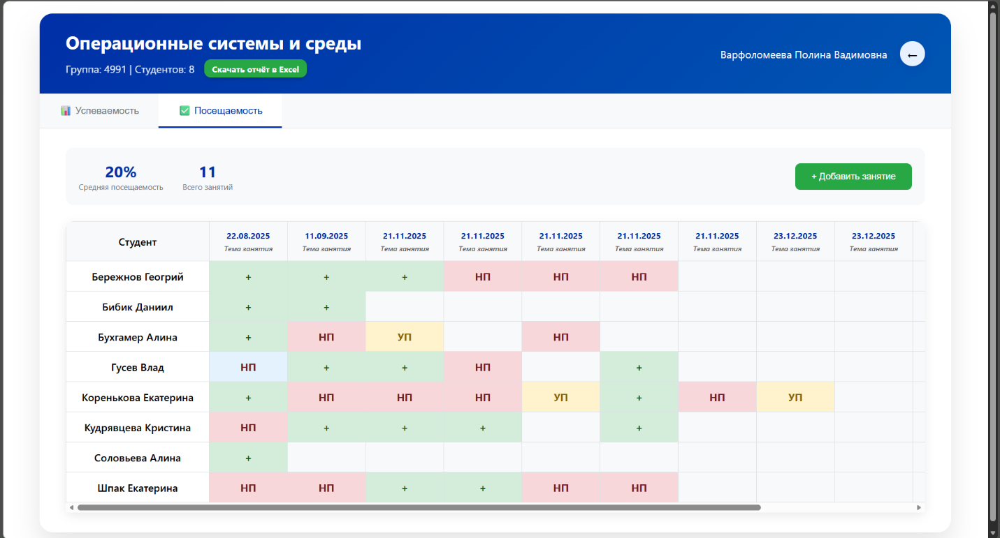 Операционные системы и среды
Группа: 4991 | Студентов: 8 Скачать отчёт в Excel
Варфоломеева Полина Вадимовна ←
Успеваемость Посещаемость
20% 11
Средняя посещаемость Всего занятий
+ Добавить занятие
Студент 22.08.2025 11.09.2025 21.11.2025 21.11.2025 21.11.2025 21.11.2025 21.11.2025 23.12.2025 23.12.2025
Тема занятия Тема занятия Тема занятия Тема занятия Тема занятия Тема занятия Тема занятия Тема занятия Тема занятия
Бережнов Геогрий + + + НП НП НП
Бибик Даниил + +
Бухгамер Алина + НП УП НП
Гусев Влад НП + + НП +
Коренькова Екатерина + НП НП НП УП + НП УП
Кудрявцева Кристина НП + + + +
Соловьева Алина +
Шпак Екатерина НП НП + + НП НП